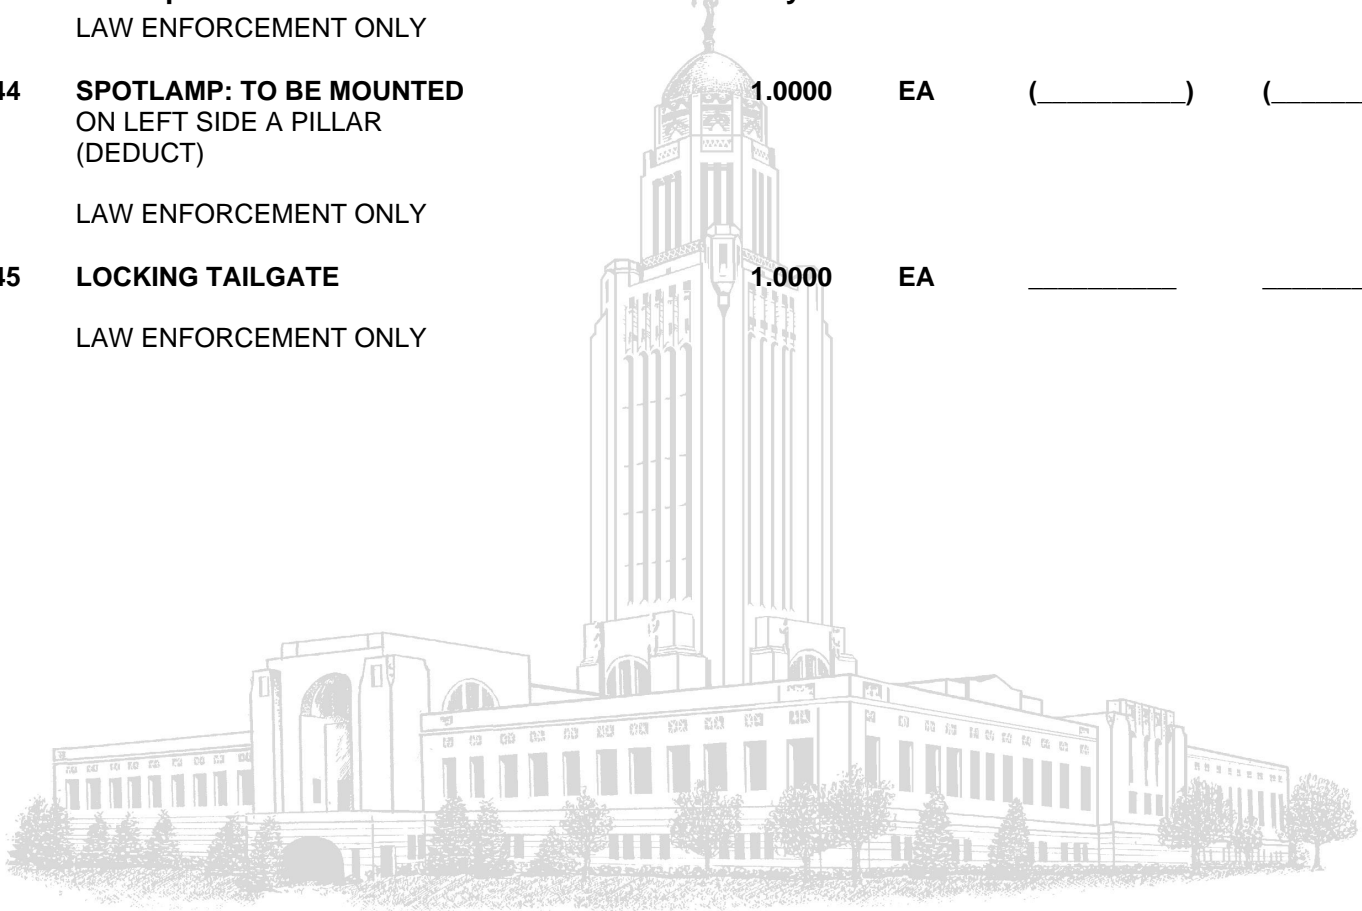 LAW ENFORCEMENT ONLY
44 SPOTLAMP: TO BE MOUNTED 1.0000 EA (__________) (_______
ON LEFT SIDE A PILLAR
(DEDUCT)
LAW ENFORCEMENT ONLY
45 LOCKING TAILGATE 1.0000 EA __________ _______
LAW ENFORCEMENT ONLY